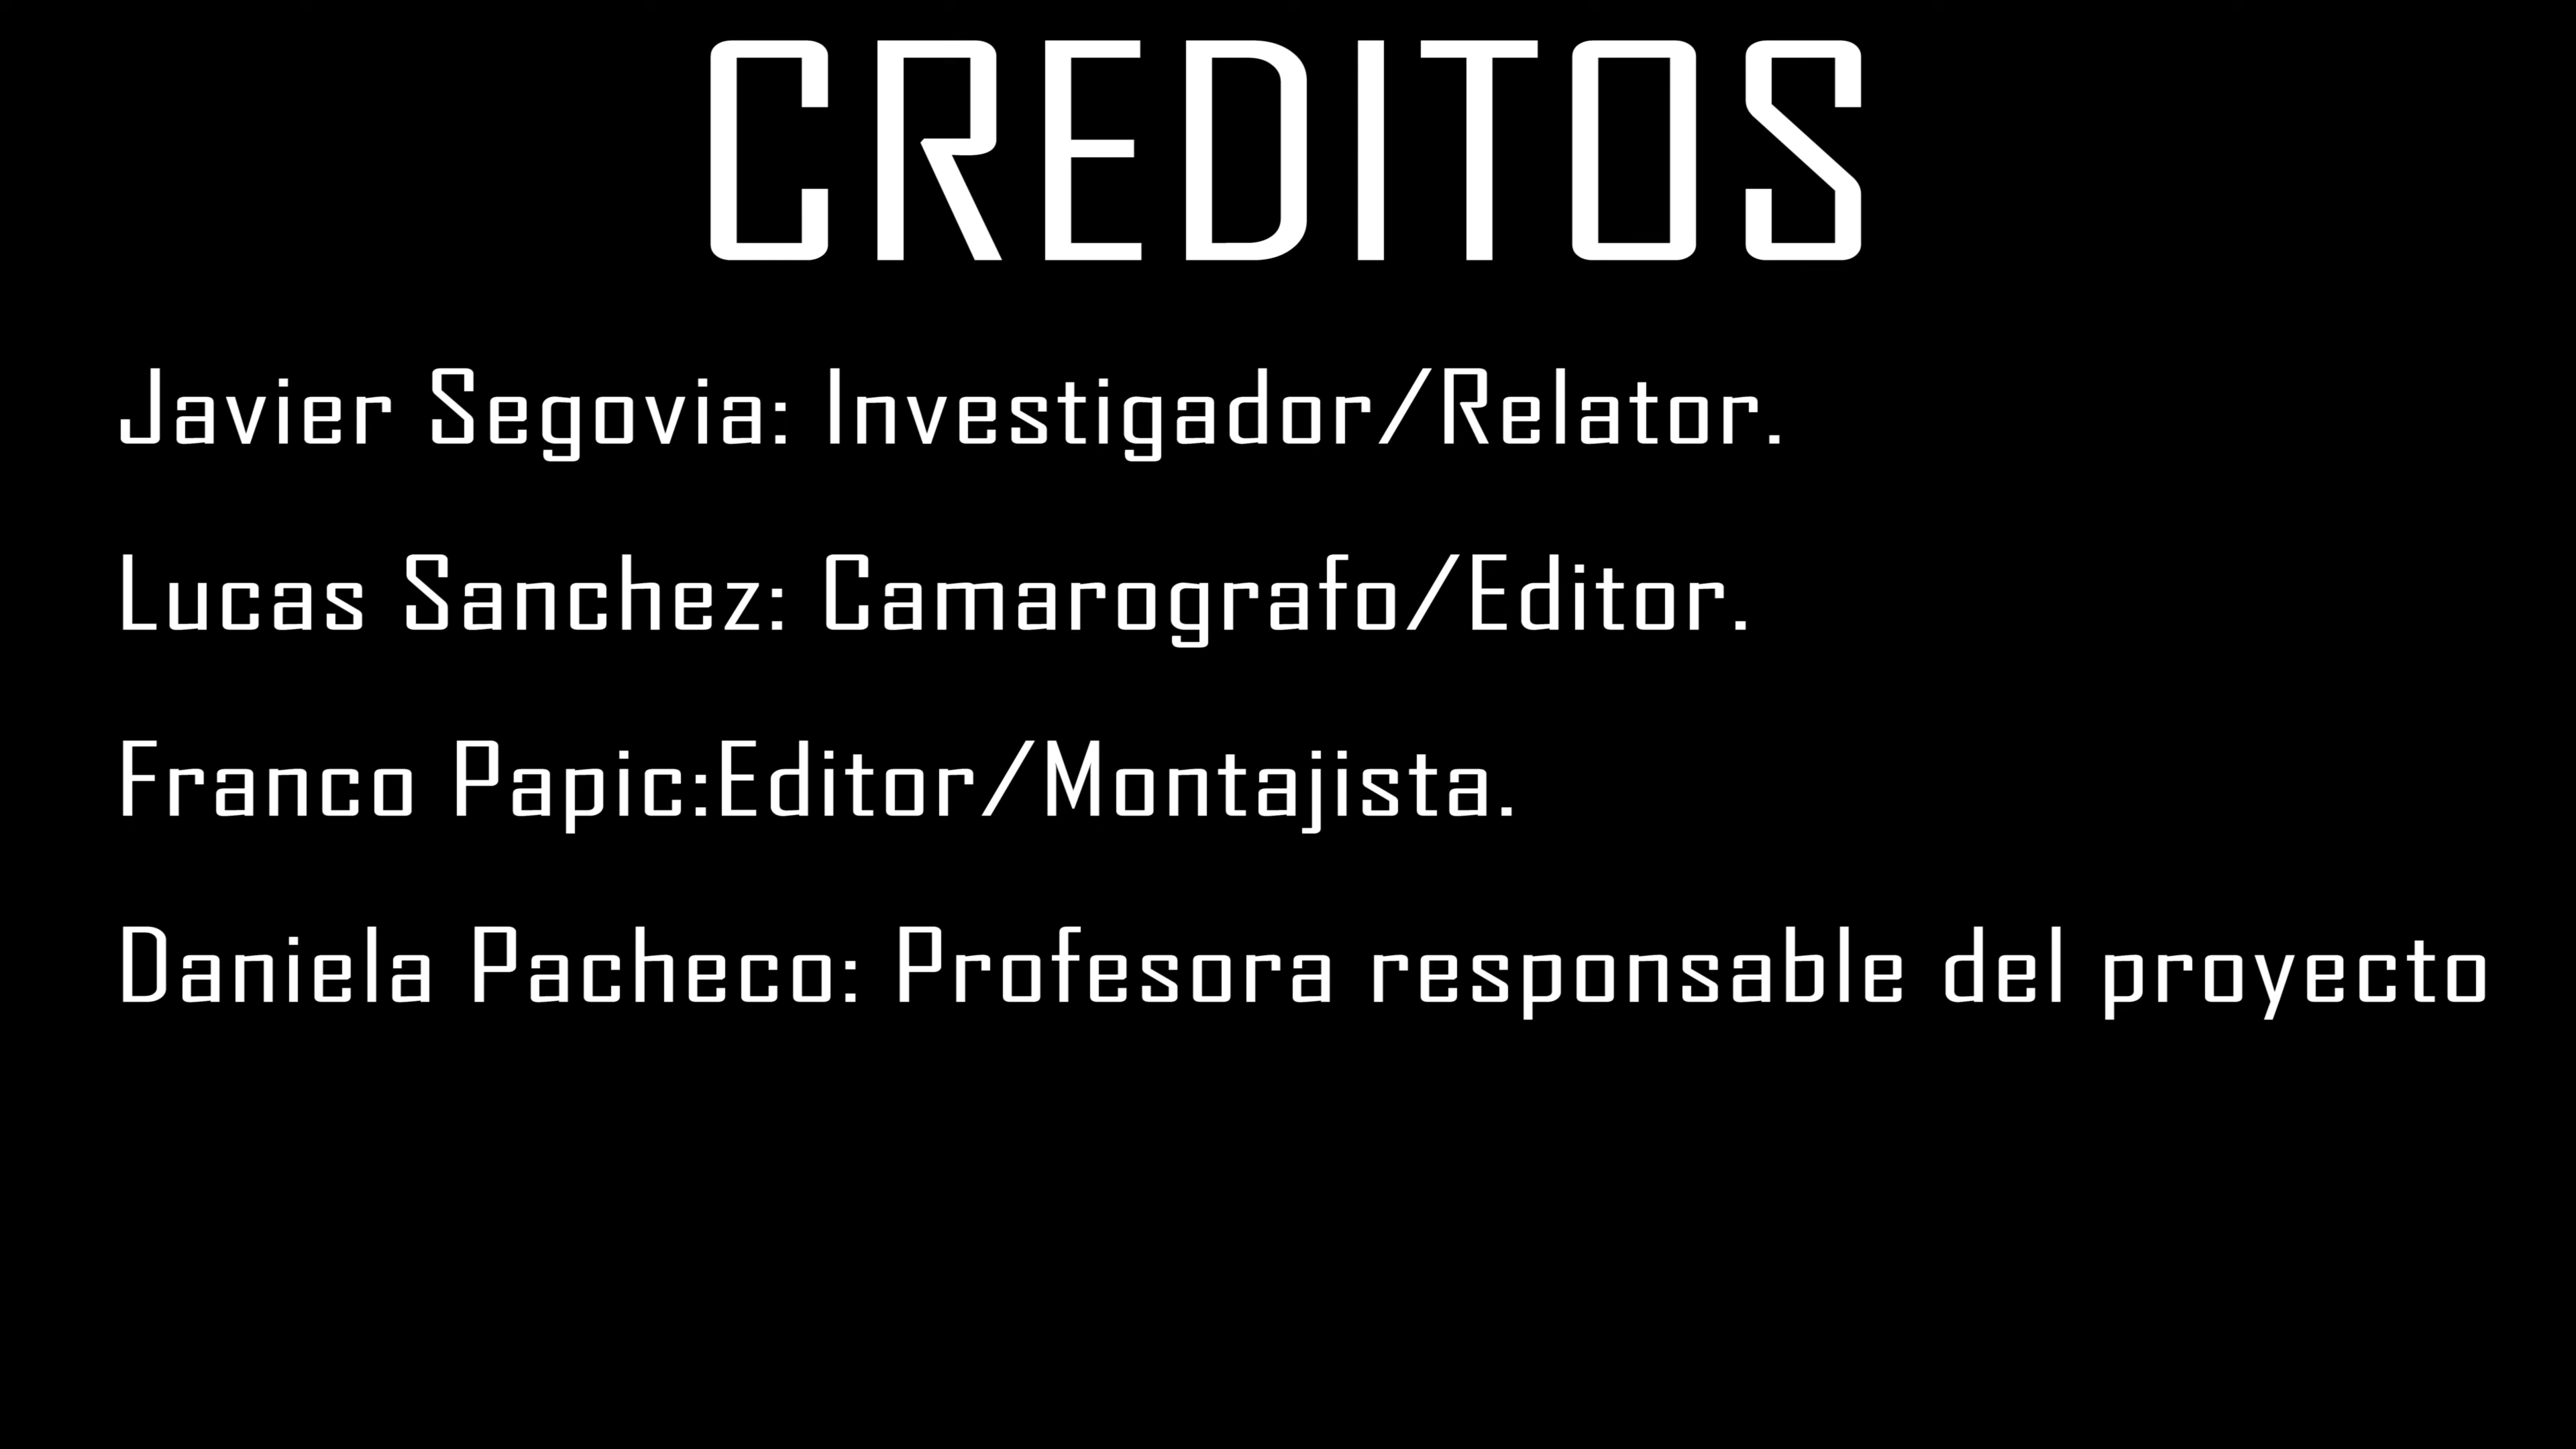 CREDITOS
Javier Segovia: Investigador/Relator.
Lucas Sanchez: Camarografo/Editor.
Franco Papic:Editor/Montajista.
Daniela Pacheco: Profesora responsable del proyecto